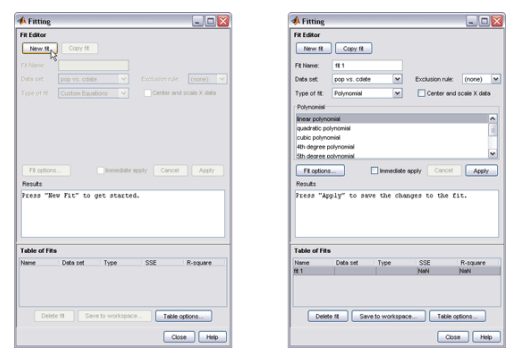 Fitting
Fit Editor
New fit
Copy fit
Fit Name:
Data set: pop vs. cdate Exclusion rule: (none)
Type of fit: Custom Equations Center and scale X data
Fit options... Immediate apply Cancel Apply
Results
Press "New Fit" to get started.
Table of Fits
Name Data set Type SSE R-square
Delete fit Save to workspace... Table options...
Close Help
Fitting
Fit Editor
New fit Copy fit
Fit Name: fit 1
Data set: pop vs. cdate Exclusion rule: (none)
Type of fit: Polynomial Center and scale X data
Polynomial
linear polynomial
quadratic polynomial
cubic polynomial
4th degree polynomial
5th degree polynomial
Fit options... Immediate apply Cancel Apply
Results
Press "Apply" to save the changes to the fit.
Table of Fits
Name Data set Type SSE R-square
fit 1 NaN NaN
Delete fit Save to workspace... Table options...
Close Help